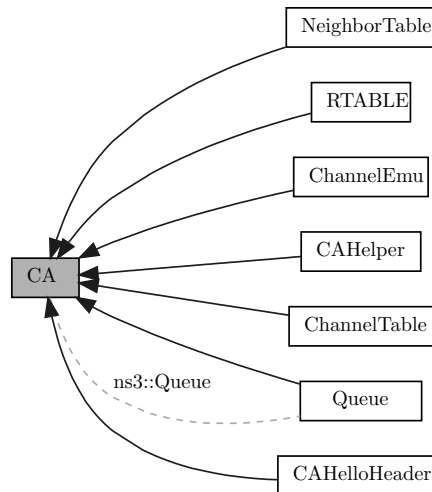 NeighborTable
RTABLE
ChannelEmu
CAHelper
CA
ChannelTable
ns3::Queue
Queue
CAHelloHeader